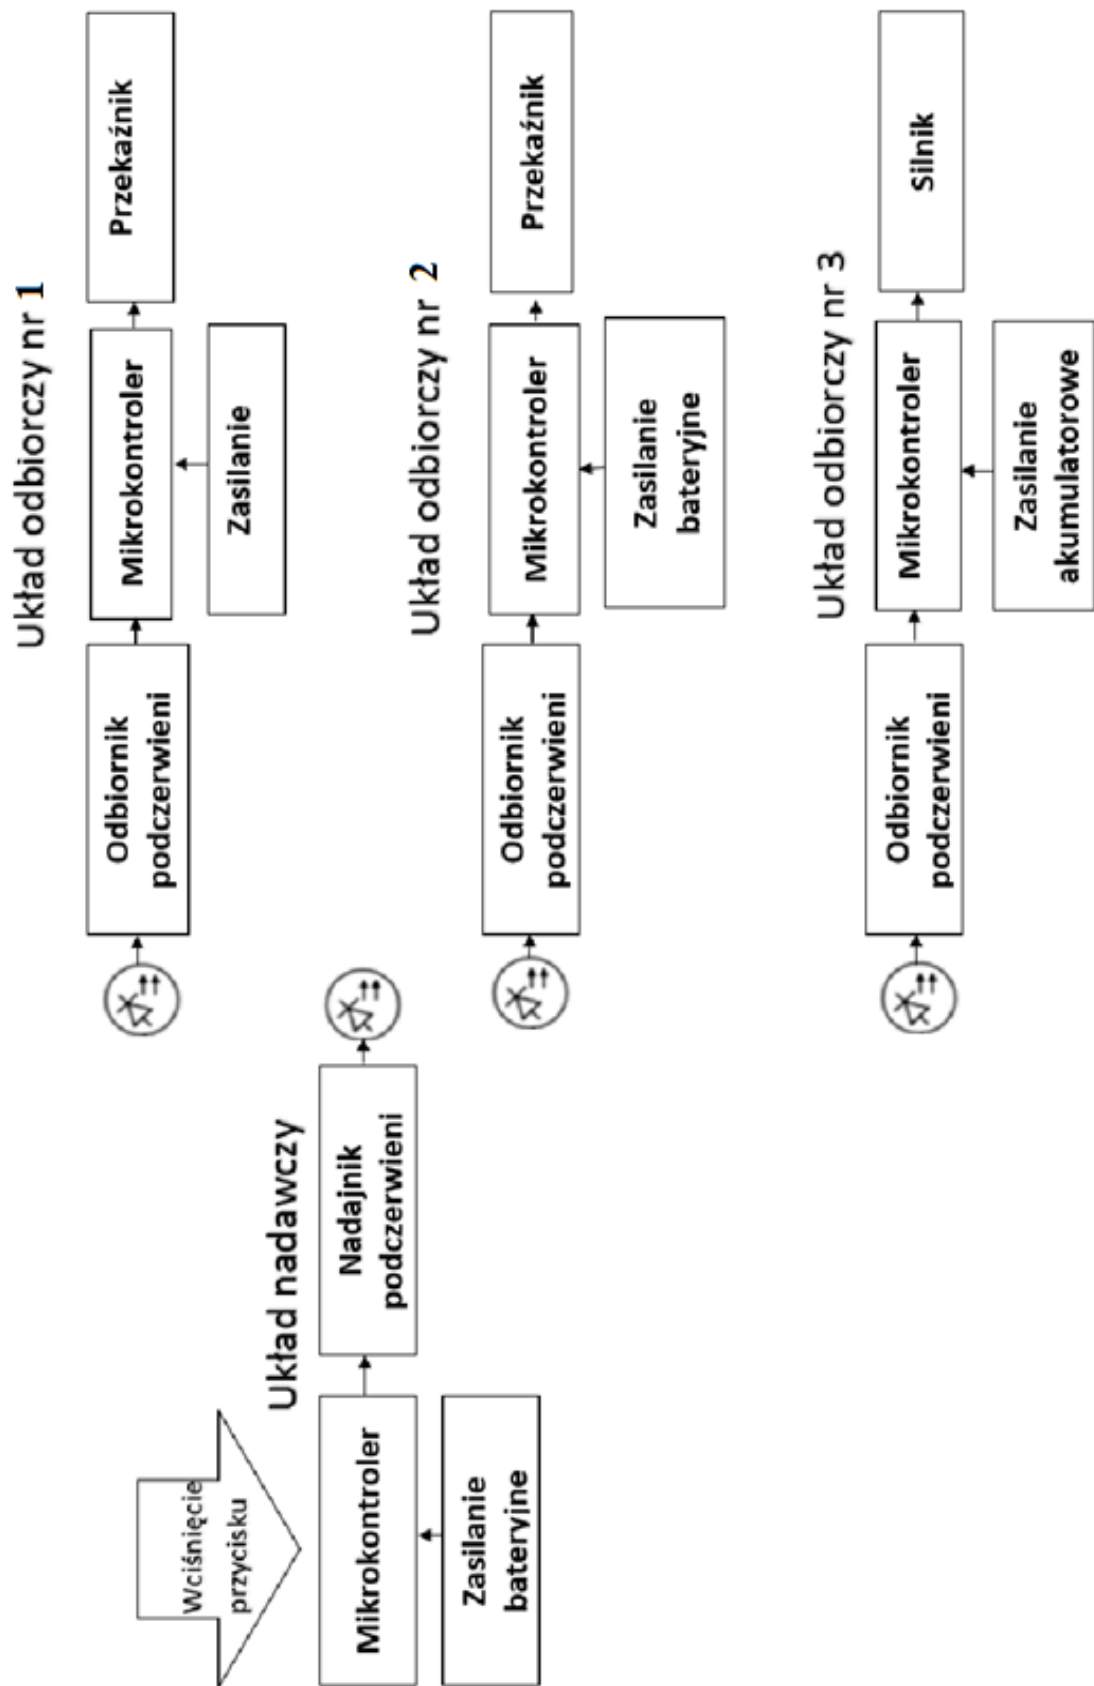 Wciśnięcie
przycisku
Układ nadawczy
Mikrokontroler
Nadajnik
podczerwieni
Zasilanie
bateryjne
Układ odbiorczy nr 1
Odbiornik
podczerwieni
Mikrokontroler
Przekaźnik
Zasilanie
Układ odbiorczy nr 2
Odbiornik
podczerwieni
Mikrokontroler
Przekaźnik
Zasilanie
bateryjne
Układ odbiorczy nr 3
Odbiornik
podczerwieni
Mikrokontroler
Silnik
Zasilanie
akumulatorowe